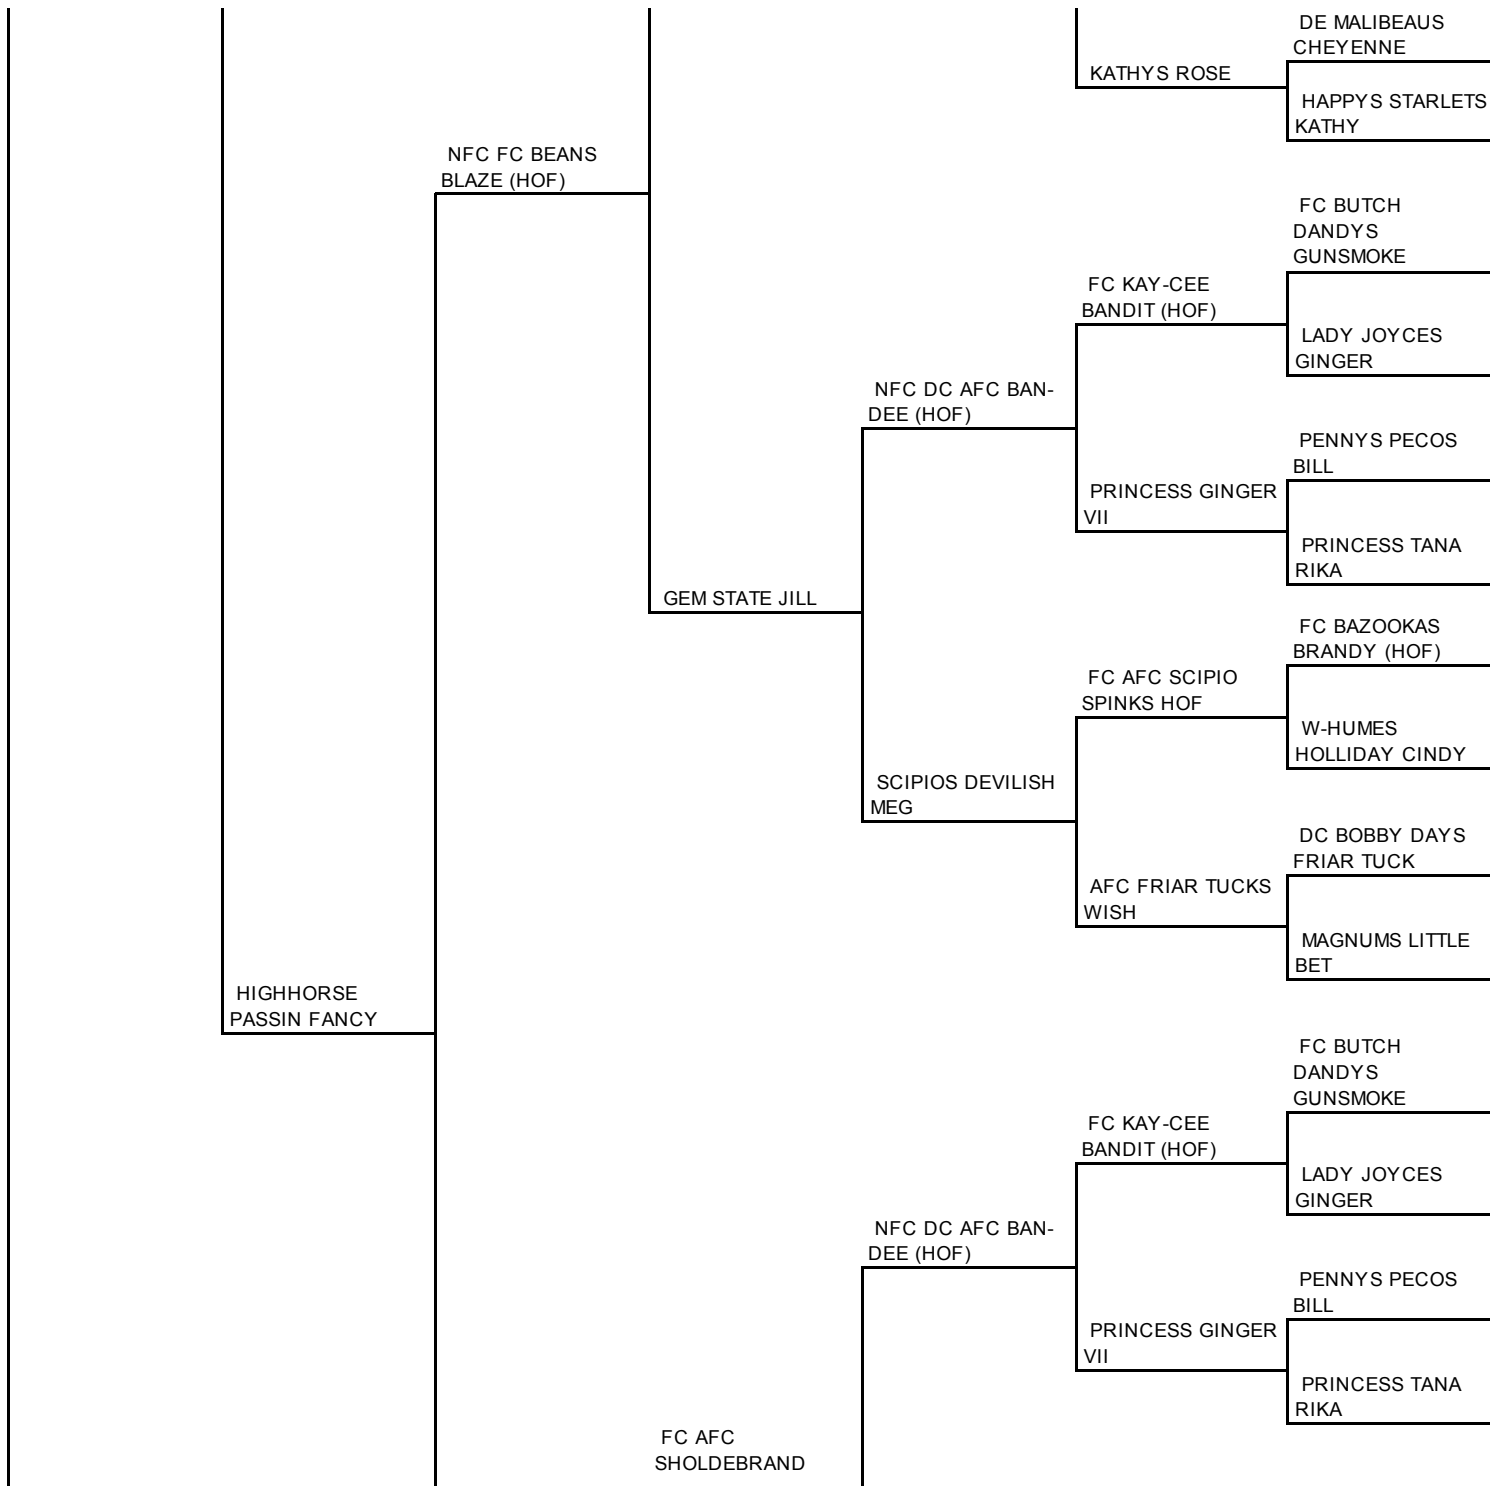 DE MALIBEAUS
CHEYENNE
KATHYS ROSE
HAPPYS STARLETS
KATHY
NFC FC BEANS
BLAZE (HOF)
FC BUTCH
DANDYS
GUNSMOKE
FC KAY-CEE
BANDIT (HOF)
LADY JOYCES
GINGER
NFC DC AFC BAN-
DEE (HOF)
PENNYS PECOS
BILL
PRINCESS GINGER
VII
PRINCESS TANA
RIKA
GEM STATE JILL
FC BAZOOKAS
BRANDY (HOF)
FC AFC SCIPIO
SPINKS HOF
W-HUMES
HOLLIDAY CINDY
SCIPIOS DEVILISH
MEG
DC BOBBY DAYS
FRIAR TUCK
AFC FRIAR TUCKS
WISH
MAGNUMS LITTLE
BET
HIGHHORSE
PASSIN FANCY
FC BUTCH
DANDYS
GUNSMOKE
FC KAY-CEE
BANDIT (HOF)
LADY JOYCES
GINGER
NFC DC AFC BAN-
DEE (HOF)
PENNYS PECOS
BILL
PRINCESS GINGER
VII
PRINCESS TANA
RIKA
FC AFC
SHOLDEBRAND